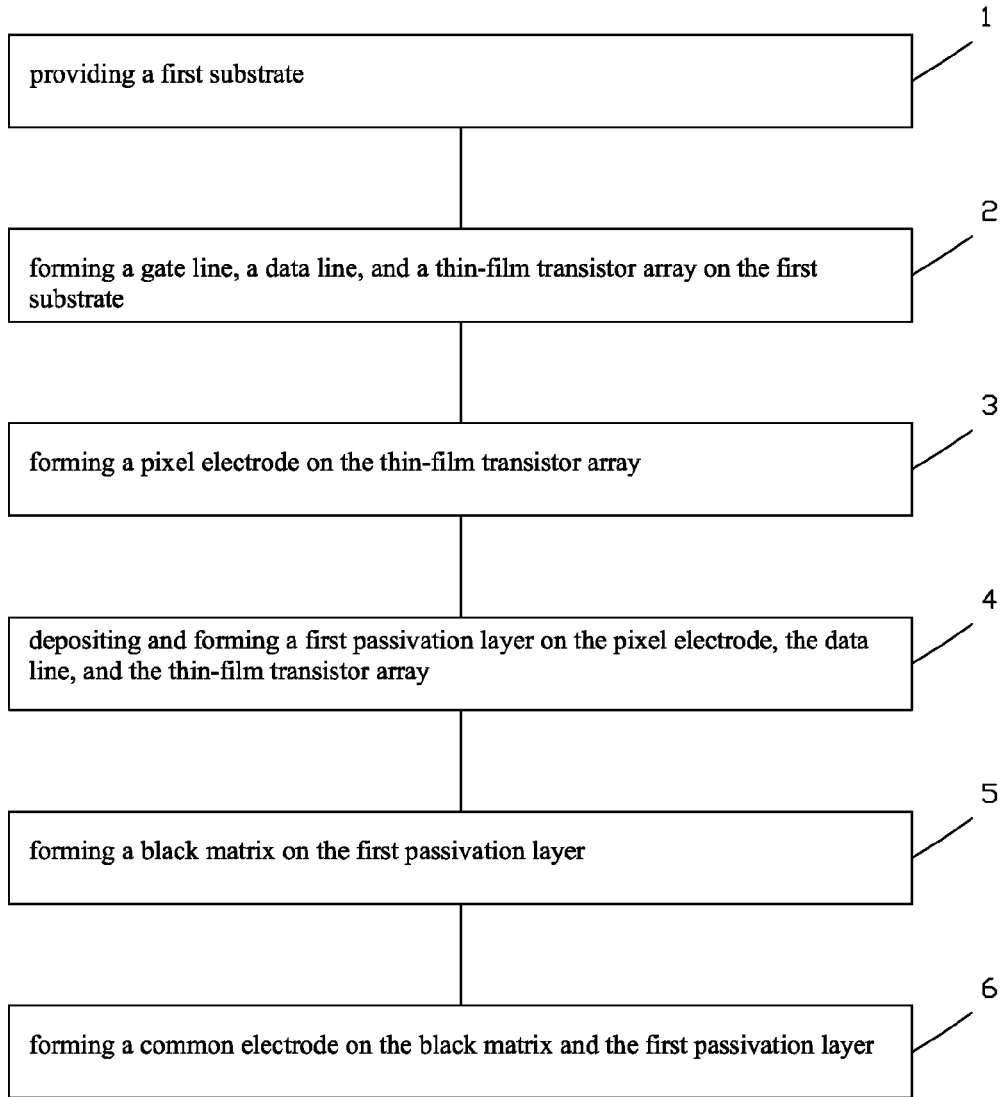 1
providing a first substrate
2
forming a gate line, a data line, and a thin-film transistor array on the first
substrate
3
forming a pixel electrode on the thin-film transistor array
4
depositing and forming a first passivation layer on the pixel electrode, the data
line, and the thin-film transistor array
5
forming a black matrix on the first passivation layer
6
forming a common electrode on the black matrix and the first passivation layer